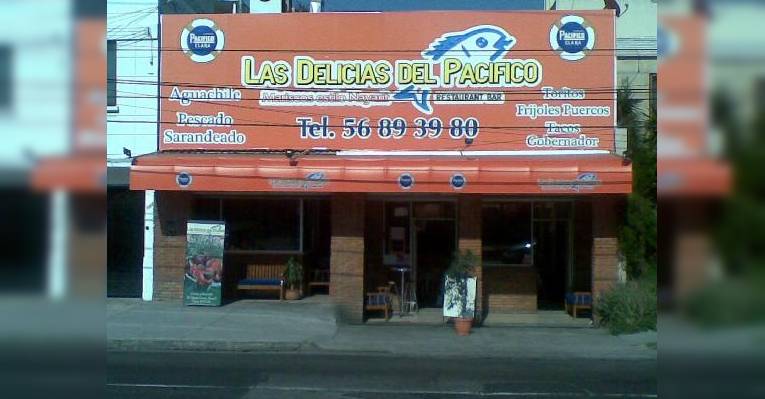 PACIFICO
CLARA
PACIFICO
CLARA
LAS DELICIAS DEL PACIFICO
Mariscos estilo Nayarit
RESTAURANT BAR
Aguachile
Pescado
Sarandeado
Toritos
Frijoles Puercos
Tacos
Gobernador
Tel. 56 89 39 80